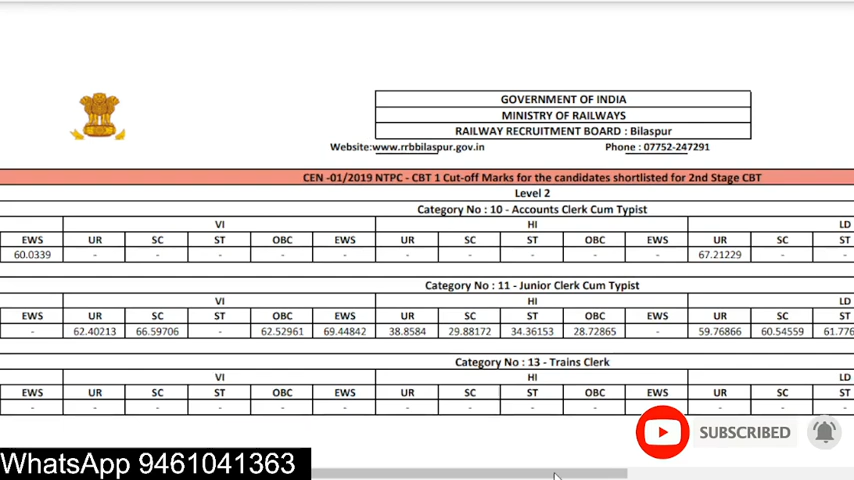 GOVERNMENT OF INDIA
MINISTRY OF RAILWAYS
RAILWAY RECRUITMENT BOARD : Bilaspur
Website:www.rrbbilaspur.gov.in Phone : 07752-247291
CEN -01/2019 NTPC - CBT 1 Cut-off Marks for the candidates shortlisted for 2nd Stage CBT
Level 2
Category No : 10 - Accounts Clerk Cum Typist
VI HI LD
EWS UR SC ST OBC EWS UR SC ST OBC EWS UR SC ST
60.0339 - - - - - - - - - - 67.21229 - -
Category No : 11 - Junior Clerk Cum Typist
VI HI LD
EWS UR SC ST OBC EWS UR SC ST OBC EWS UR SC ST
- 62.40213 66.59706 - 62.52961 69.44842 38.8584 29.88172 34.36153 28.72865 - 59.76866 60.54559 61.776
Category No : 13 - Trains Clerk
VI HI LD
EWS UR SC ST OBC EWS UR SC ST OBC EWS UR SC ST
- - - - - - - - - - - - - -
SUBSCRIBED
WhatsApp 9461041363